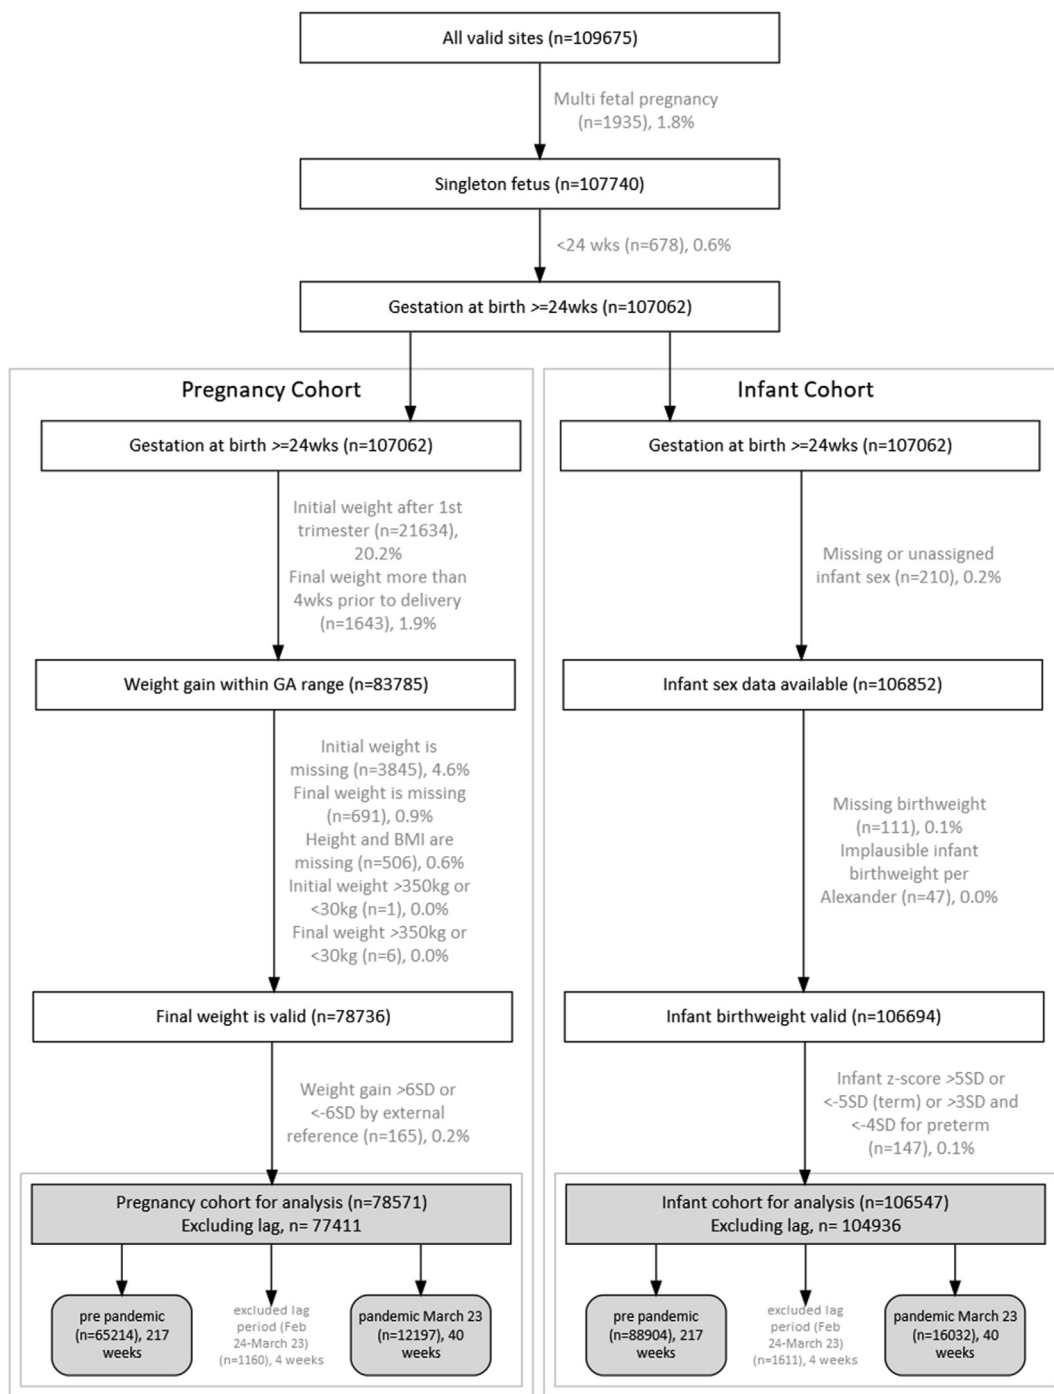 All valid sites (n=109675)
Multi fetal pregnancy
(n=1935), 1.8%
Singleton fetus (n=107740)
<24 wks (n=678), 0.6%
Gestation at birth >=24wks (n=107062)
Pregnancy Cohort
Gestation at birth >=24wks (n=107062)
Initial weight after 1st
trimester (n=21634),
20.2%
Final weight more than
4wks prior to delivery
(n=1643), 1.9%
Weight gain within GA range (n=83785)
Initial weight is
missing (n=3845), 4.6%
Final weight is missing
(n=691), 0.9%
Height and BMI are
missing (n=506), 0.6%
Initial weight >350kg or
<30kg (n=1), 0.0%
Final weight >350kg or
<30kg (n=6), 0.0%
Final weight is valid (n=78736)
Weight gain >6SD or
<-6SD by external
reference (n=165), 0.2%
Pregnancy cohort for analysis (n=78571)
Excluding lag, n= 77411
pre pandemic
(n=65214), 217
weeks
excluded lag
period (Feb
24-March 23)
(n=1160), 4 weeks
pandemic March 23
(n=12197), 40
weeks
Infant Cohort
Gestation at birth >=24wks (n=107062)
Missing or unassigned
infant sex (n=210), 0.2%
Infant sex data available (n=106852)
Missing birthweight
(n=111), 0.1%
Implausible infant
birthweight per
Alexander (n=47), 0.0%
Infant birthweight valid (n=106694)
Infant z-score >5SD or
<-5SD (term) or >3SD and
<-4SD for preterm
(n=147), 0.1%
Infant cohort for analysis (n=106547)
Excluding lag, n= 104936
pre pandemic
(n=88904), 217
weeks
excluded lag
period (Feb
24-March 23)
(n=1611), 4 weeks
pandemic March 23
(n=16032), 40
weeks